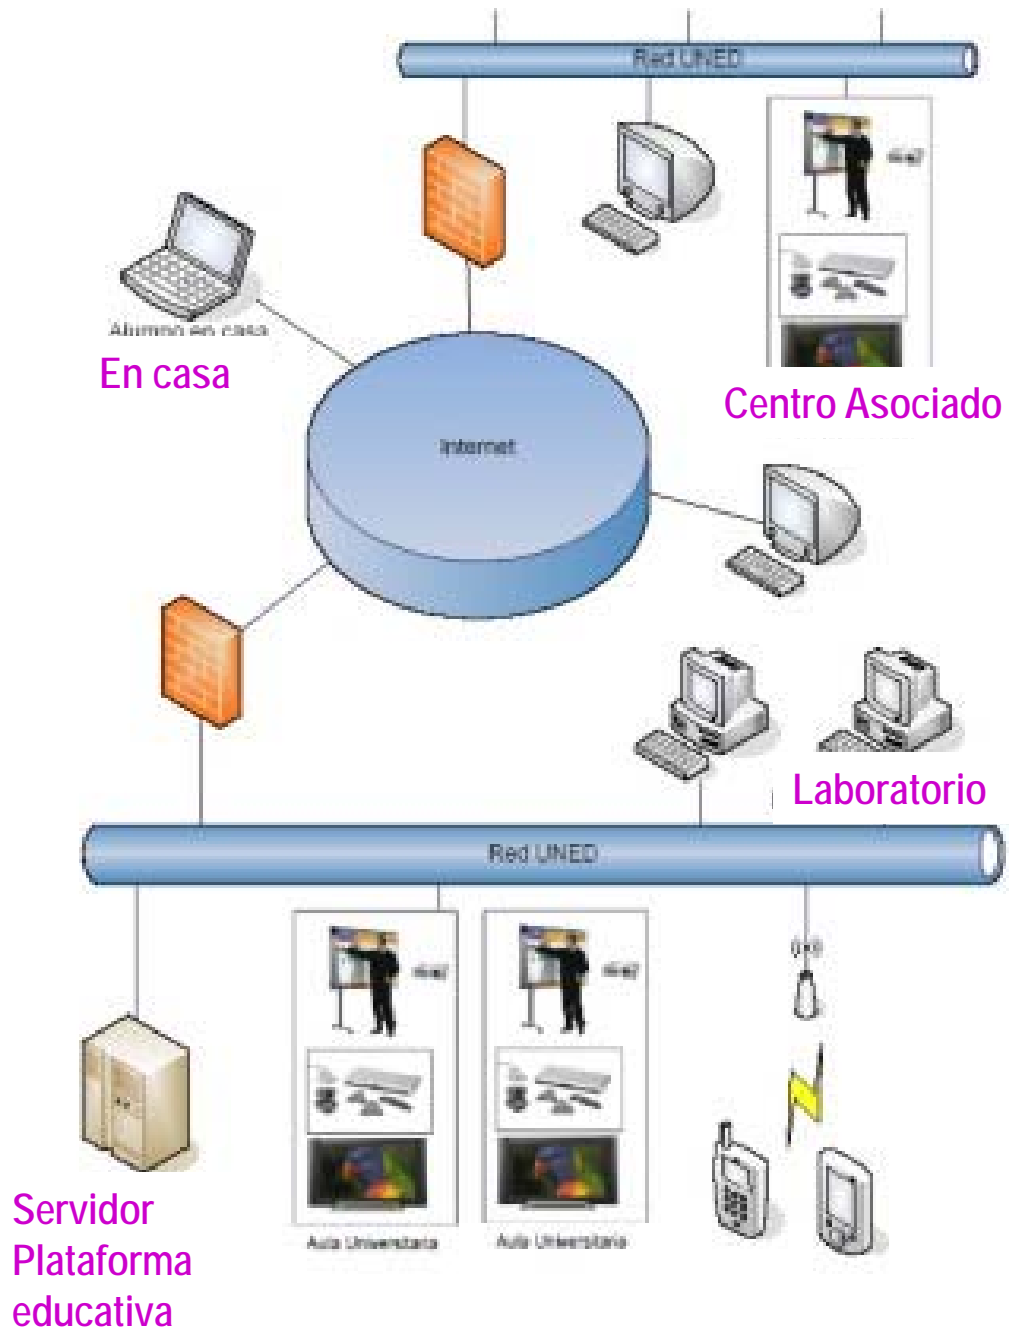 Red UNED
Alumno en casa
En casa
Centro Asociado
Internet
Laboratorio
Red UNED
Servidor
Plataforma
educativa
Aula Universitaria
Aula Universitaria